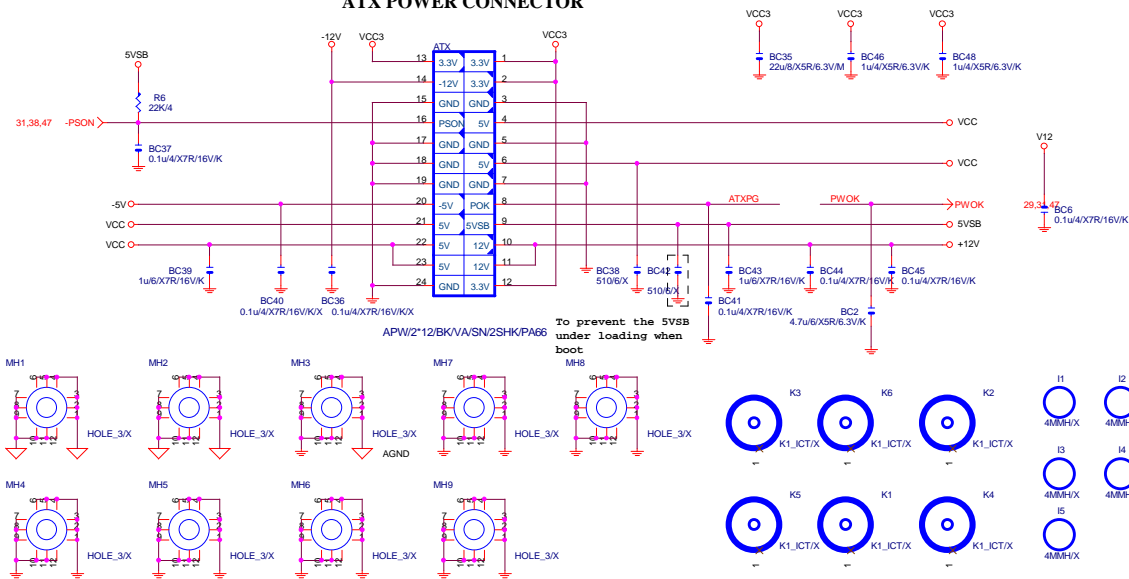 ATX POWER CONNECTOR
VCC3 VCC3 VCC3
BC35
22u/8/X5R/6.3V/M
BC46
1u/4/X5R/6.3V/K
BC48
1u/4/X5R/6.3V/K
5VSB
-12V
VCC3
VCC3
ATX
13 3.3V 3.3V 1
14 -12V 3.3V 2
15 GND GND 3
16 PSON 5V 4
17 GND GND 5
18 GND 5V 6
19 GND GND 7
20 -5V POK 8
21 5V 5VSB 9
22 5V 12V 10
23 5V 12V 11
24 GND 3.3V 12
R6
22K/4
31,38,47 -PSON
BC37
0.1u/4/X7R/16V/K
-5V
VCC
VCC
VCC
VCC
ATXPG
PWOK
PWOK
5VSB
+12V
V12
BC6
0.1u/4/X7R/16V/K
BC39
1u/6/X7R/16V/K
BC40
0.1u/4/X7R/16V/K/X
BC36
0.1u/4/X7R/16V/K/X
BC38
510/6/X
BC42
510/6/X
BC43
1u/6/X7R/16V/K
BC44
0.1u/4/X7R/16V/K
BC45
0.1u/4/X7R/16V/K
BC41
0.1u/4/X7R/16V/K
BC2
4.7u/6/X5R/6.3V/K
APW/2*12/BK/VA/SN/2SHK/PA66
To prevent the 5VSB
under loading when
boot
MH1 HOLE_3/X
MH2 HOLE_3/X
MH3 HOLE_3/X
AGND
MH7 HOLE_3/X
MH8 HOLE_3/X
MH4 HOLE_3/X
MH5 HOLE_3/X
MH6 HOLE_3/X
MH9 HOLE_3/X
K3 K1_ICT/X 1
K6 K1_ICT/X 1
K2 K1_ICT/X 1
K5 K1_ICT/X 1
K1 K1_ICT/X 1
K4 K1_ICT/X 1
I1
4MMH/X
I2
I3
4MMH/X
I4
I5
4MMH/X